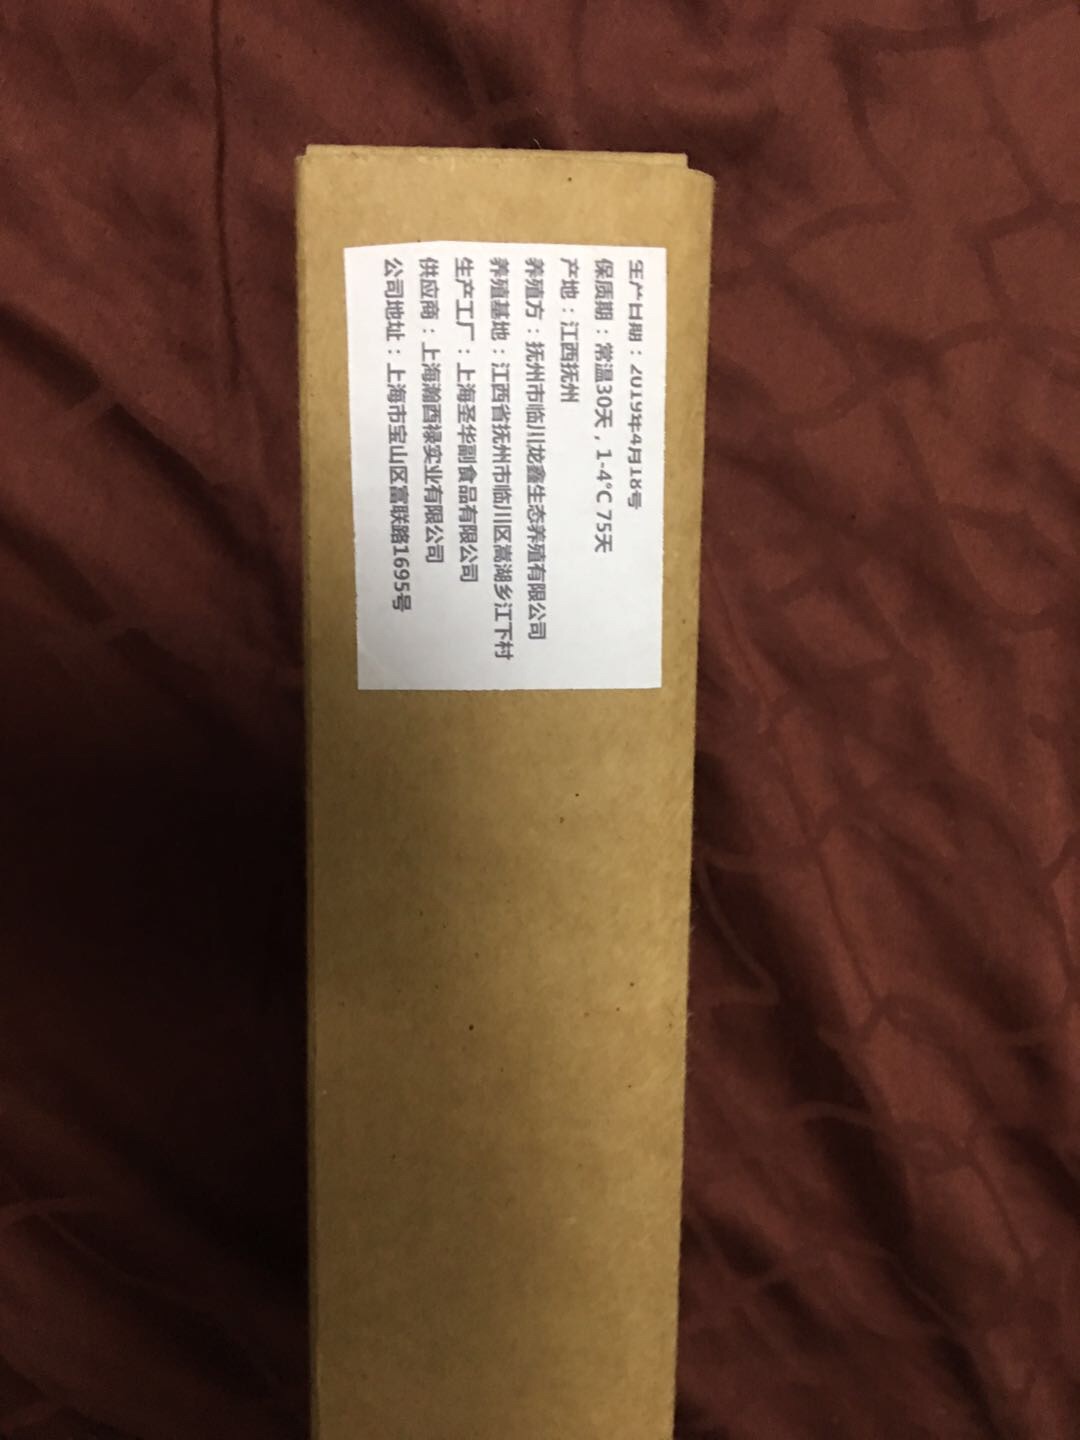 生产日期：2019年4月18号
保质期：常温30天，1-4°C 75天
产地：江西抚州
养殖方：抚州市临川龙鑫生态养殖有限公司
养殖基地：江西省抚州市临川区嵩湖乡江下村
生产工厂：上海圣华副食品有限公司
供应商：上海瀚酉禄实业有限公司
公司地址：上海市宝山区富联路1695号